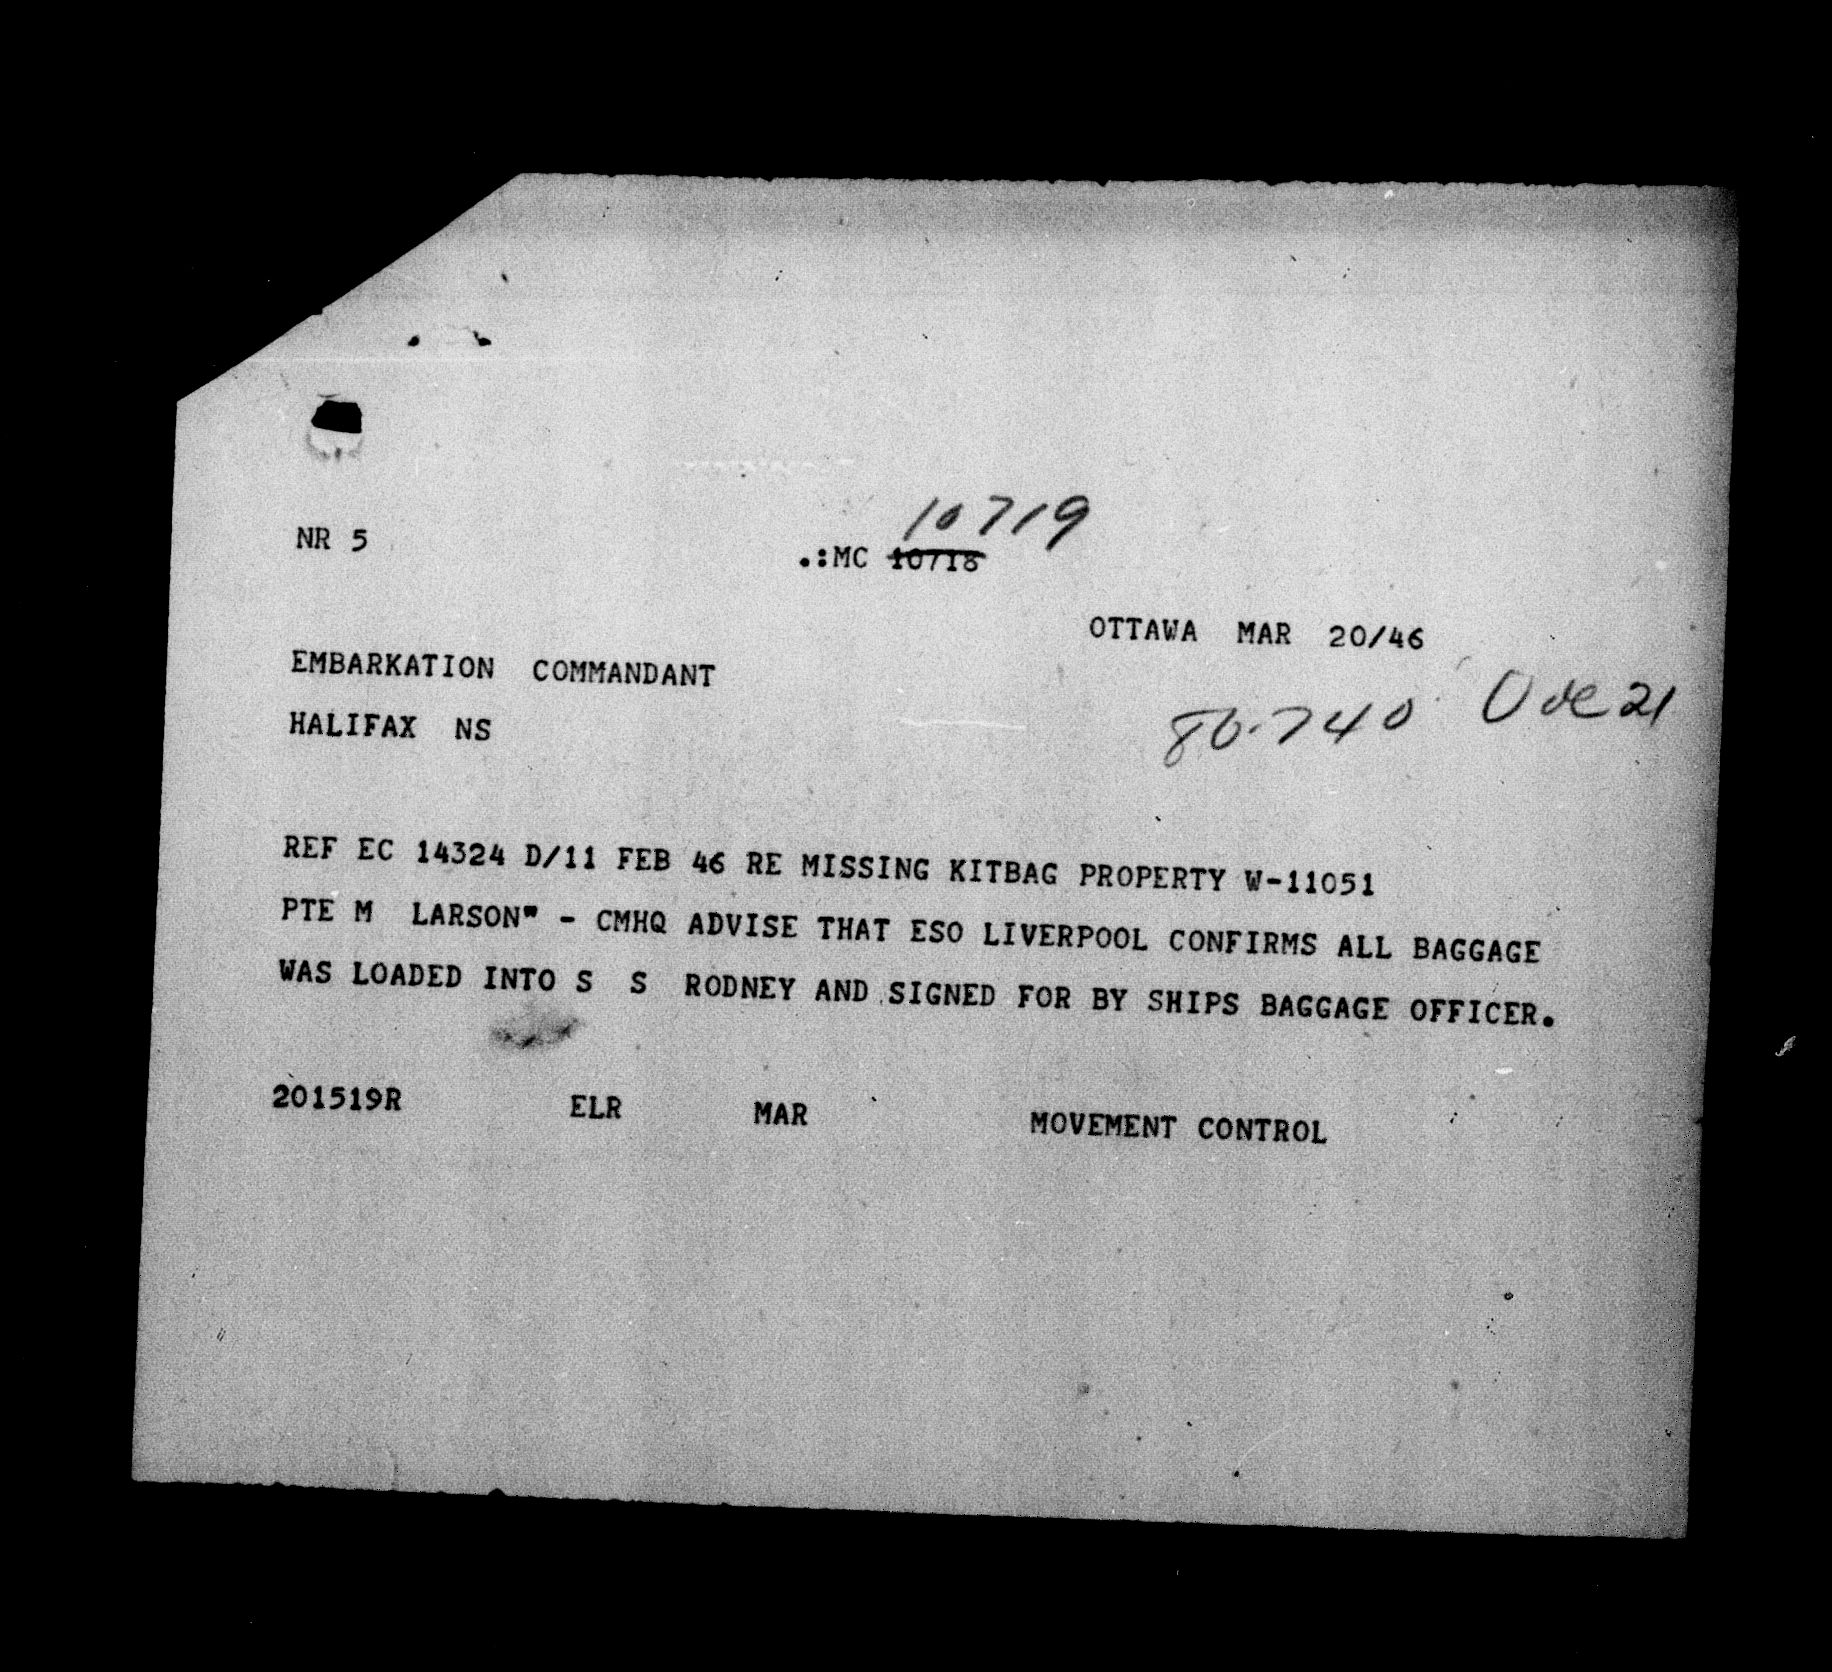 NR 5
10719
.:MC 10718
OTTAWA MAR 20/46
EMBARKATION COMMANDANT
HALIFAX NS
80-740
REF EC 14324 D/11 FEB 46 RE MISSING KITBAG PROPERTY W-11051
PTE M LARSON" - CMHQ ADVISE THAT ESO LIVERPOOL CONFIRMS ALL BAGGAGE
WAS LOADED INTO S S RODNEY AND SIGNED FOR BY SHIPS BAGGAGE OFFICER.
201519R ELR MAR MOVEMENT CONTROL